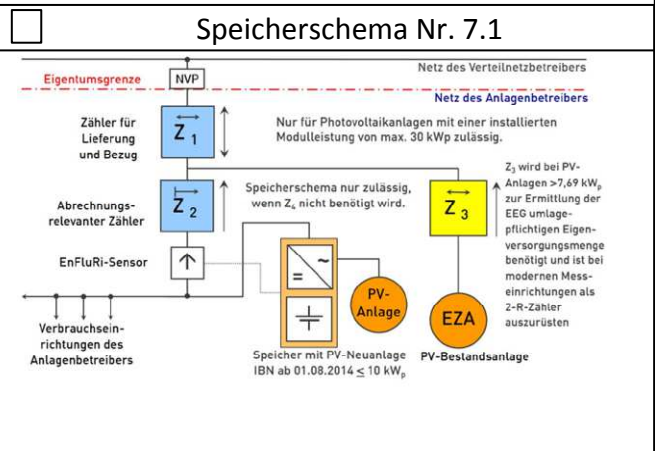 Speicherschema Nr. 7.1
Netz des Verteilnetzbetreibers
Eigentumsgrenze
NVP
Netz des Anlagenbetreibers
Zähler für
Lieferung
und Bezug
Z 1
Nur für Photovoltaikanlagen mit einer installierten
Modulleistung von max. 30 kWp zulässig.
Abrechnungs-
relevanter Zähler
Z 2
Speicherschema nur zulässig,
wenn Z₄ nicht benötigt wird.
Z 3
Z₃ wird bei PV-
Anlagen >7,69 kWₚ
zur Ermittlung der
EEG umlage-
pflichtigen Eigen-
versorgungsmenge
benötigt und ist bei
modernen Mess-
einrichtungen als
2-R-Zähler
auszurüsten
EnFluRi-Sensor
= ~
PV-
Anlage
EZA
Verbrauchsein-
richtungen des
Anlagenbetreibers
Speicher mit PV-Neuanlage
IBN ab 01.08.2014 ≤ 10 kWₚ
PV-Bestandsanlage